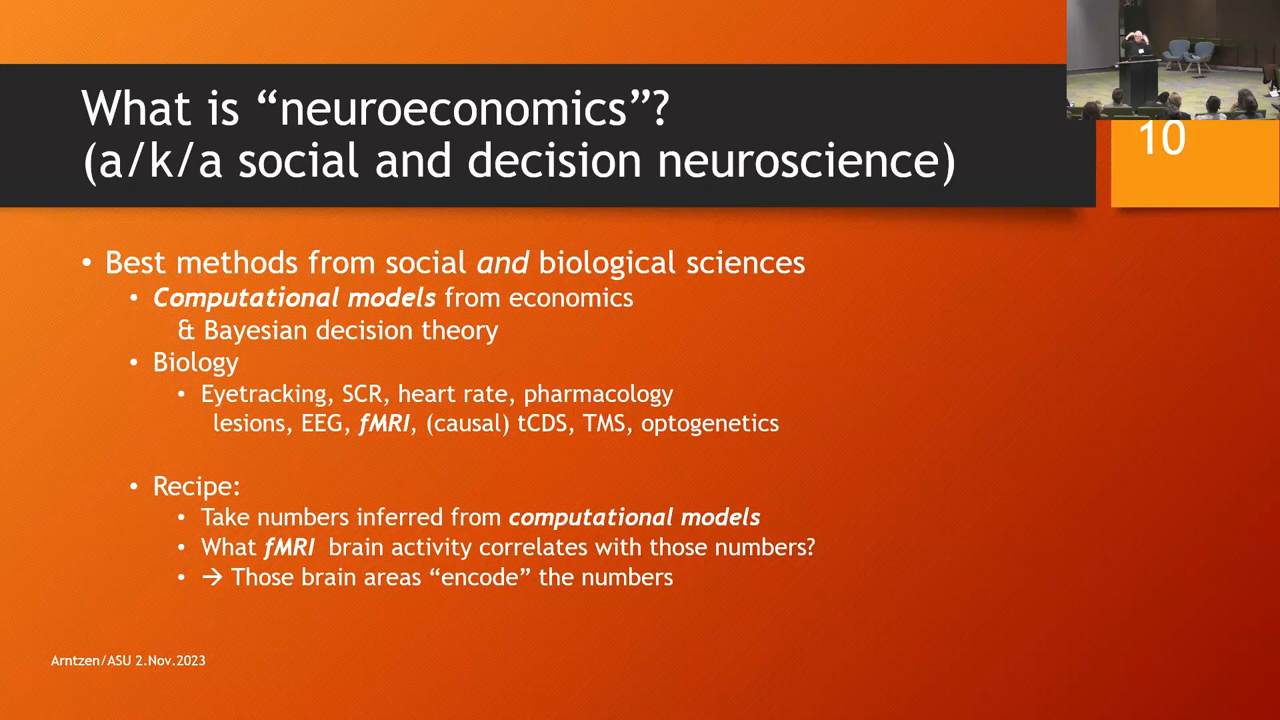 What is “neuroeconomics”?
(a/k/a social and decision neuroscience)
10
• Best methods from social and biological sciences
• Computational models from economics
& Bayesian decision theory
• Biology
• Eyetracking, SCR, heart rate, pharmacology
lesions, EEG, fMRI, (causal) tCDS, TMS, optogenetics
• Recipe:
• Take numbers inferred from computational models
• What fMRI brain activity correlates with those numbers?
• → Those brain areas “encode” the numbers
Arntzen/ASU 2.Nov.2023